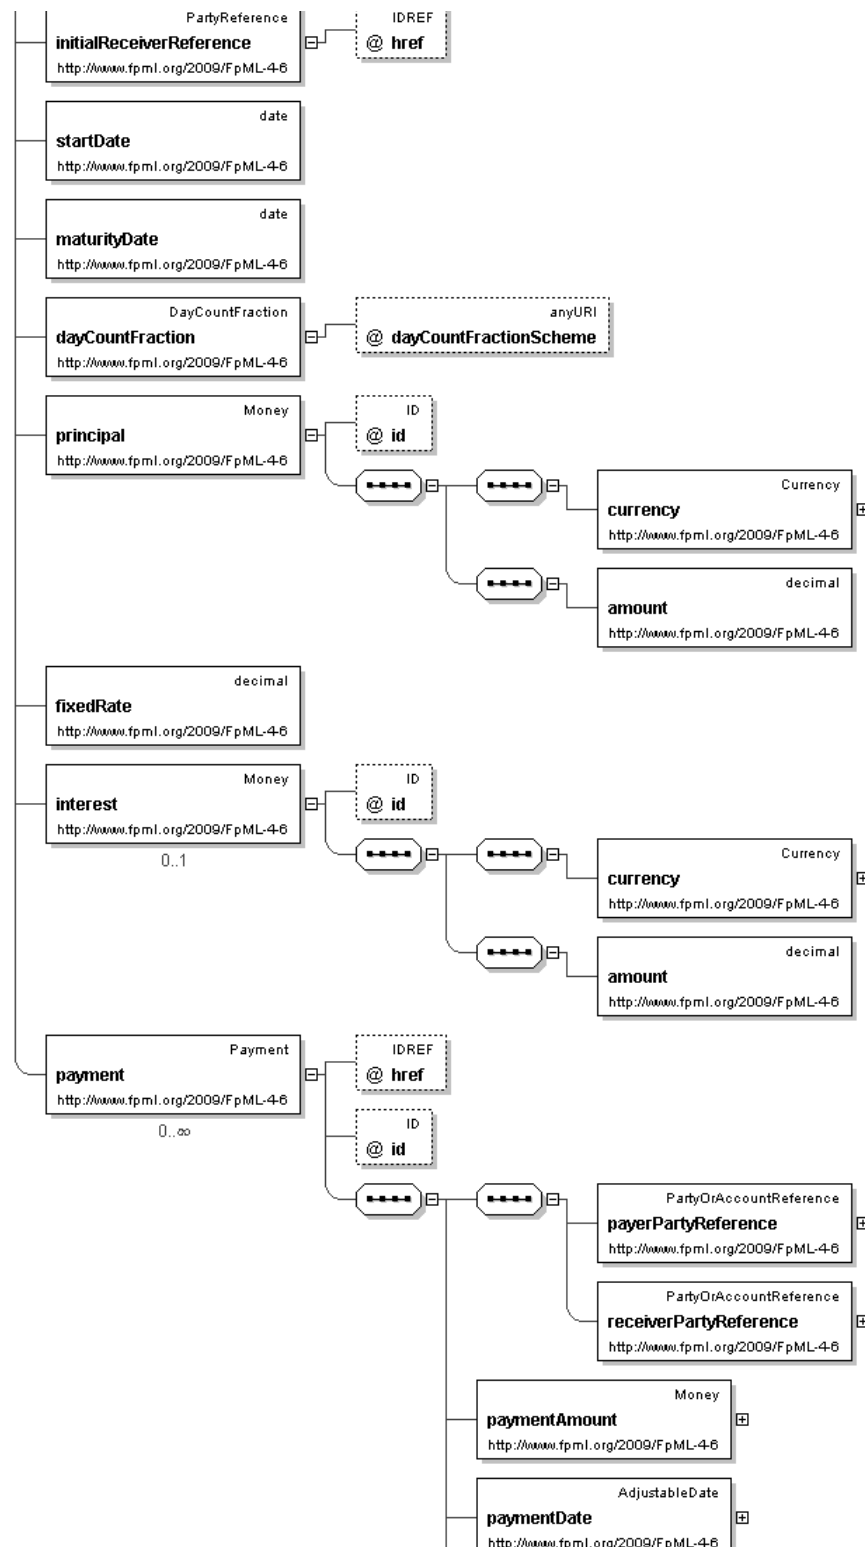 PartyReference
initialReceiverReference
http://www.fpml.org/2009/FpML-4-6
IDREF
@ href
date
startDate
http://www.fpml.org/2009/FpML-4-6
date
maturityDate
http://www.fpml.org/2009/FpML-4-6
DayCountFraction
dayCountFraction
http://www.fpml.org/2009/FpML-4-6
anyURI
@ dayCountFractionScheme
Money
principal
http://www.fpml.org/2009/FpML-4-6
ID
@ id
Currency
currency
http://www.fpml.org/2009/FpML-4-6
decimal
amount
http://www.fpml.org/2009/FpML-4-6
decimal
fixedRate
http://www.fpml.org/2009/FpML-4-6
Money
interest
http://www.fpml.org/2009/FpML-4-6
0..1
ID
@ id
Currency
currency
http://www.fpml.org/2009/FpML-4-6
decimal
amount
http://www.fpml.org/2009/FpML-4-6
Payment
payment
http://www.fpml.org/2009/FpML-4-6
0..∞
IDREF
@ href
ID
@ id
PartyOrAccountReference
payerPartyReference
http://www.fpml.org/2009/FpML-4-6
PartyOrAccountReference
receiverPartyReference
http://www.fpml.org/2009/FpML-4-6
Money
paymentAmount
http://www.fpml.org/2009/FpML-4-6
AdjustableDate
paymentDate
http://www.fpml.org/2009/FpML-4-6